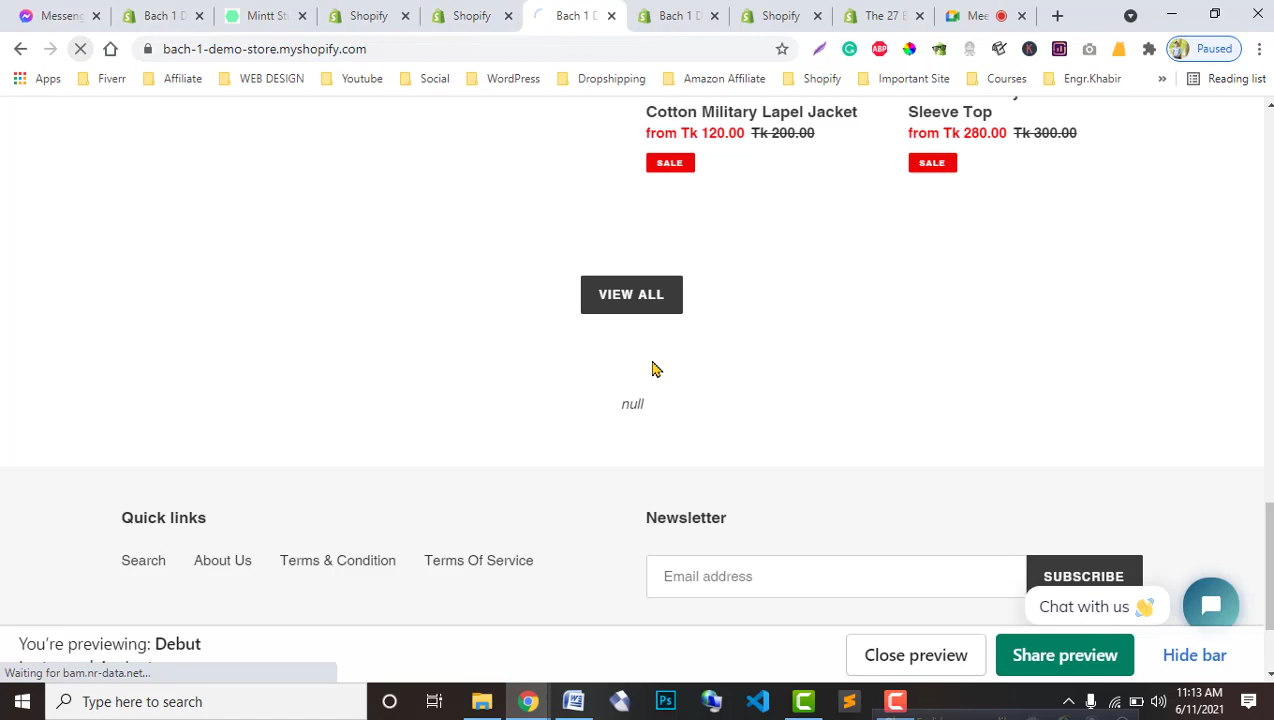 Messen
Bach 1 D
Mintt St
Shopify
Shopify
Bach 1 D
Bach 1 D
Shopify
The 27 B
Mee
bach-1-demo-store.myshopify.com
ABP
Paused
Apps
Fiverr
Affiliate
WEB DESIGN
Youtube
Social
WordPress
Dropshipping
Amazon Affiliate
Shopify
Important Site
Courses
Engr.Khabir
»
Reading list
Cotton Military Lapel Jacket
Sleeve Top
from Tk 120.00 Tk 200.00
from Tk 280.00 Tk 300.00
SALE
SALE
VIEW ALL
null
Quick links
Newsletter
Search
About Us
Terms & Condition
Terms Of Service
Email address
SUBSCRIBE
Chat with us 👋
You're previewing: Debut
Close preview
Share preview
Hide bar
Waiting for bam.nr-data.net...
Type here to search
11:13 AM
6/11/2021